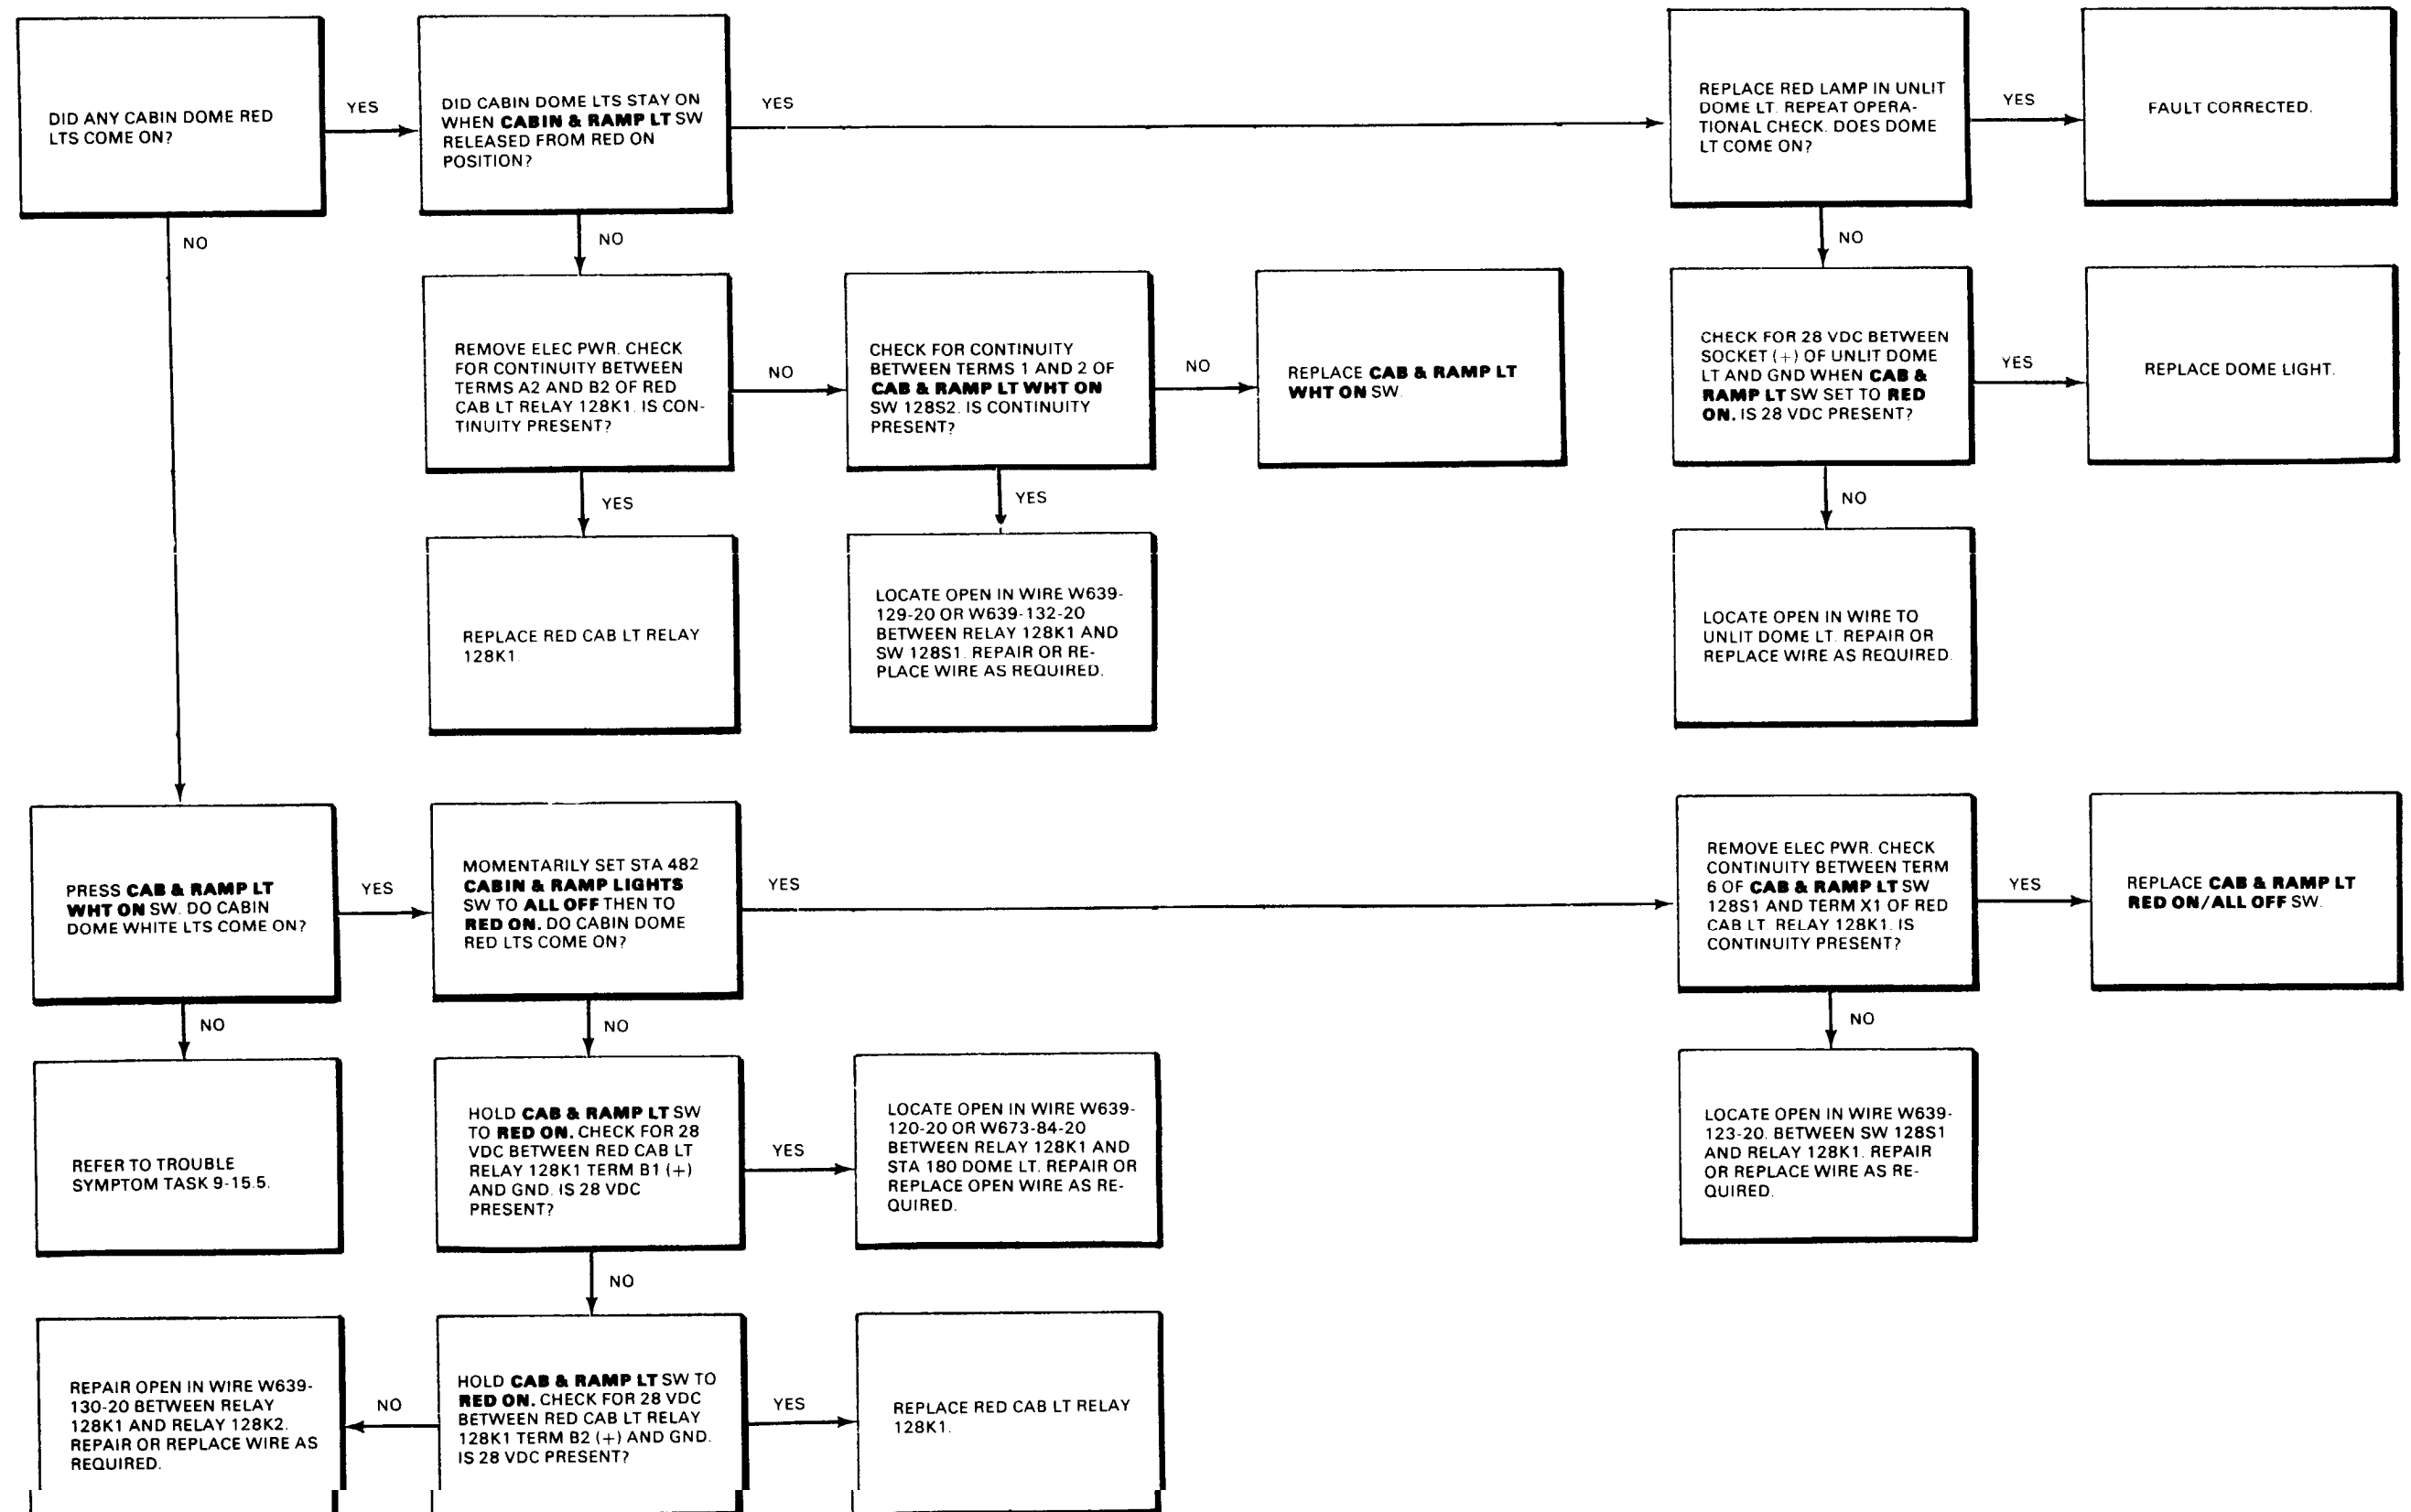 DID ANY CABIN DOME RED
LTS COME ON?
YES
DID CABIN DOME LTS STAY ON
WHEN CABIN & RAMP LT SW
RELEASED FROM RED ON
POSITION?
YES
REPLACE RED LAMP IN UNLIT
DOME LT. REPEAT OPERA-
TIONAL CHECK. DOES DOME
LT COME ON?
YES
FAULT CORRECTED.
NO
NO
NO
REMOVE ELEC PWR. CHECK
FOR CONTINUITY BETWEEN
TERMS A2 AND B2 OF RED
CAB LT RELAY 128K1. IS CON-
TINUITY PRESENT?
NO
CHECK FOR CONTINUITY
BETWEEN TERMS 1 AND 2 OF
CAB & RAMP LT WHT ON
SW 128S2. IS CONTINUITY
PRESENT?
NO
REPLACE CAB & RAMP LT
WHT ON SW.
CHECK FOR 28 VDC BETWEEN
SOCKET (+) OF UNLIT DOME
LT AND GND WHEN CAB &
RAMP LT SW SET TO RED
ON. IS 28 VDC PRESENT?
YES
REPLACE DOME LIGHT.
YES
YES
NO
REPLACE RED CAB LT RELAY
128K1.
LOCATE OPEN IN WIRE W639-
129-20 OR W639-132-20
BETWEEN RELAY 128K1 AND
SW 128S1. REPAIR OR RE-
PLACE WIRE AS REQUIRED.
LOCATE OPEN IN WIRE TO
UNLIT DOME LT. REPAIR OR
REPLACE WIRE AS REQUIRED.
PRESS CAB & RAMP LT
WHT ON SW. DO CABIN
DOME WHITE LTS COME ON?
YES
MOMENTARILY SET STA 482
CABIN & RAMP LIGHTS
SW TO ALL OFF THEN TO
RED ON. DO CABIN DOME
RED LTS COME ON?
YES
REMOVE ELEC PWR. CHECK
CONTINUITY BETWEEN TERM
6 OF CAB & RAMP LT SW
128S1 AND TERM X1 OF RED
CAB LT. RELAY 128K1. IS
CONTINUITY PRESENT?
YES
REPLACE CAB & RAMP LT
RED ON/ALL OFF SW.
NO
NO
NO
REFER TO TROUBLE
SYMPTOM TASK 9-15.5.
HOLD CAB & RAMP LT SW
TO RED ON. CHECK FOR 28
VDC BETWEEN RED CAB LT
RELAY 128K1 TERM B1 (+)
AND GND. IS 28 VDC
PRESENT?
YES
LOCATE OPEN IN WIRE W639-
120-20 OR W673-84-20
BETWEEN RELAY 128K1 AND
STA 180 DOME LT. REPAIR OR
REPLACE OPEN WIRE AS RE-
QUIRED.
LOCATE OPEN IN WIRE W639-
123-20. BETWEEN SW 128S1
AND RELAY 128K1. REPAIR
OR REPLACE WIRE AS RE-
QUIRED.
NO
REPAIR OPEN IN WIRE W639-
130-20 BETWEEN RELAY
128K1 AND RELAY 128K2.
REPAIR OR REPLACE WIRE AS
REQUIRED.
NO
HOLD CAB & RAMP LT SW TO
RED ON. CHECK FOR 28 VDC
BETWEEN RED CAB LT RELAY
128K1 TERM B2 (+) AND GND.
IS 28 VDC PRESENT?
YES
REPLACE RED CAB LT RELAY
128K1.